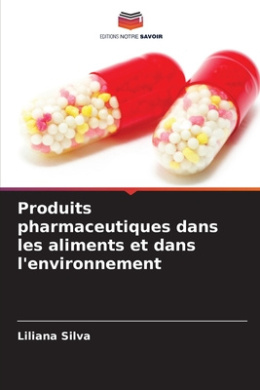 EDITIONS NOTRE SAVOIR
Produits
pharmaceutiques dans
les aliments et dans
l'environnement
Liliana Silva